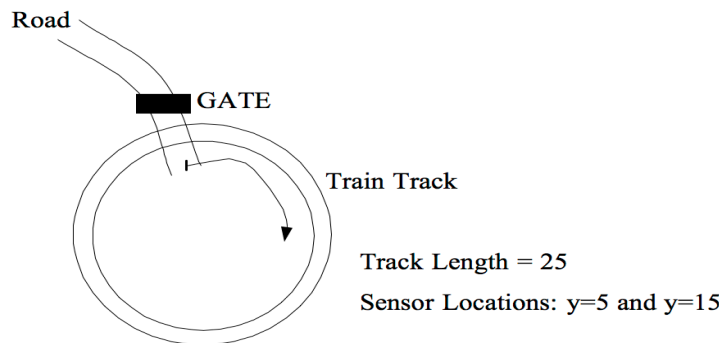 Road
GATE
Train Track
Track Length = 25
Sensor Locations: y=5 and y=15